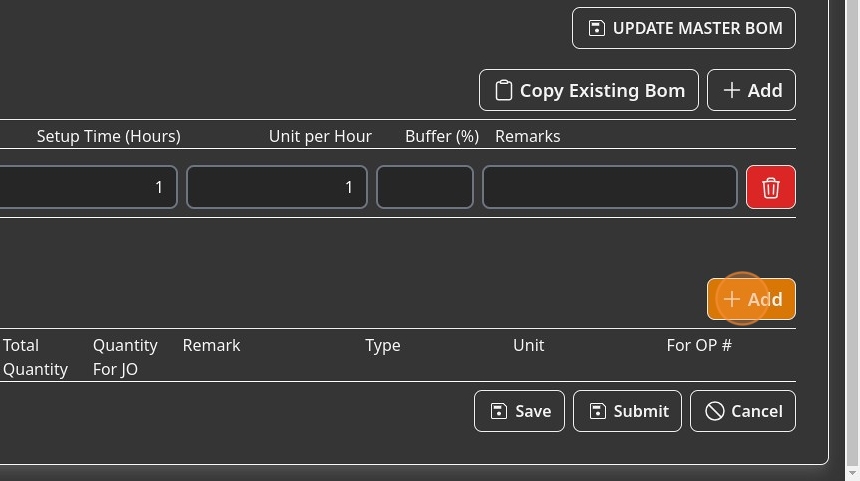 UPDATE MASTER BOM
Copy Existing Bom
Add
Setup Time (Hours) Unit per Hour Buffer (%) Remarks
1 1
Add
Total Quantity Remark Type Unit For OP #
Quantity For JO
Save Submit Cancel